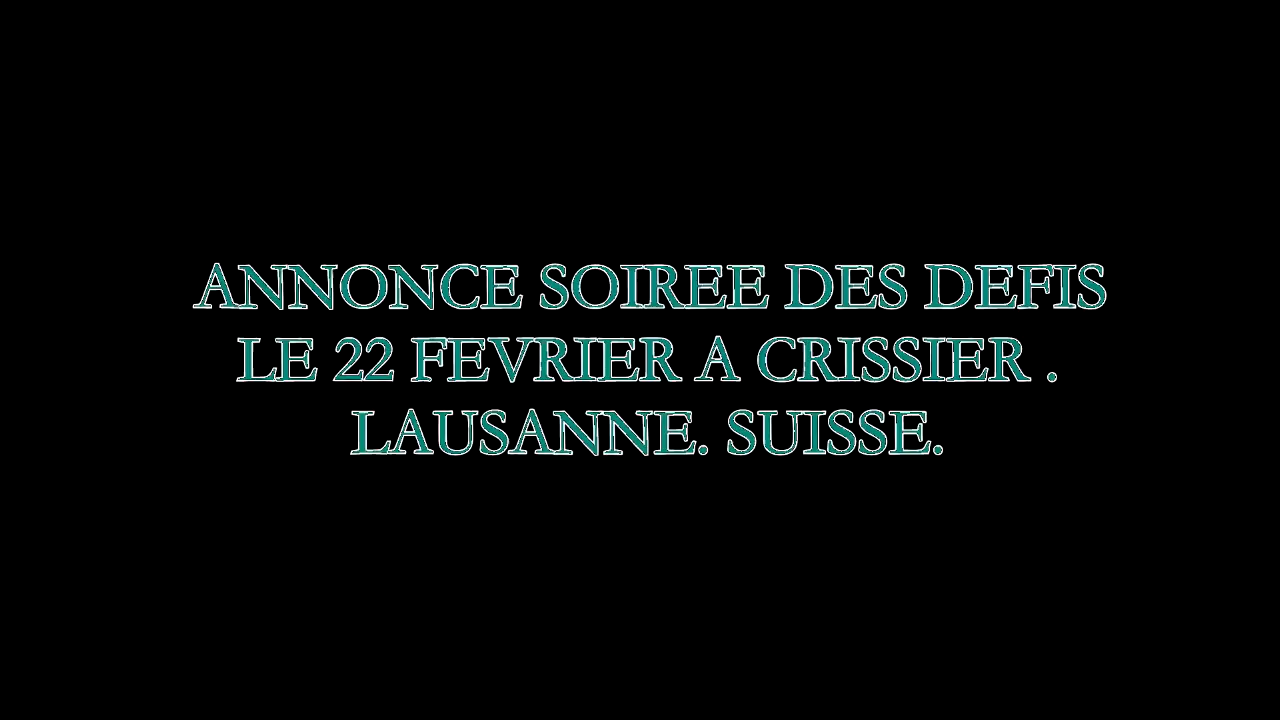 ANNONCE SOIREE DES DEFIS
LE 22 FEVRIER A CRISSIER .
LAUSANNE. SUISSE.